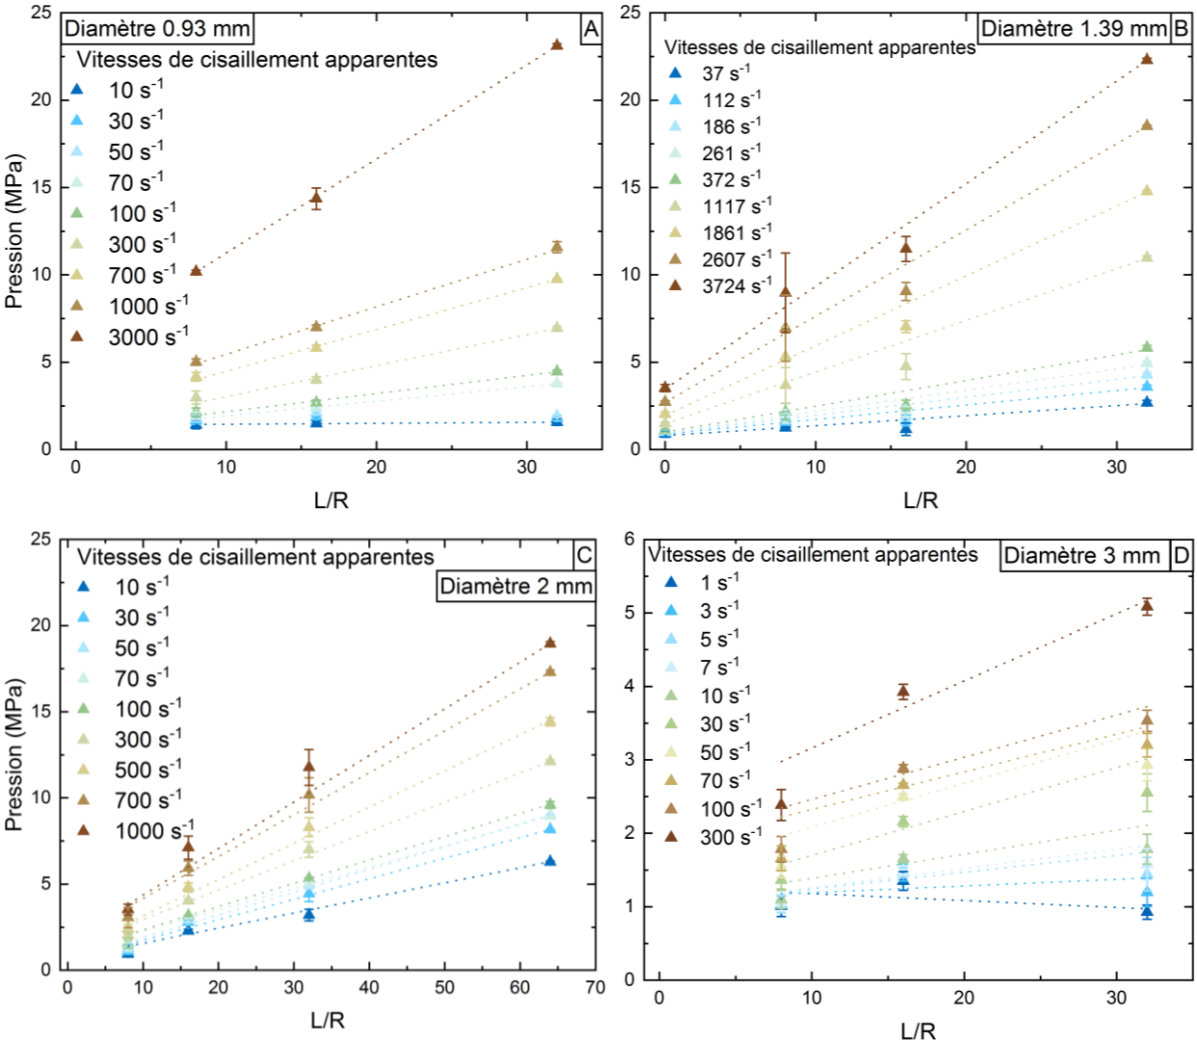 Diamètre 0.93 mm
A
Vitesses de cisaillement apparentes
10 s⁻¹
30 s⁻¹
50 s⁻¹
70 s⁻¹
100 s⁻¹
300 s⁻¹
700 s⁻¹
1000 s⁻¹
3000 s⁻¹
Pression (MPa)
25
20
15
10
5
0
0 10 20 30
L/R
Diamètre 1.39 mm
B
Vitesses de cisaillement apparentes
37 s⁻¹
112 s⁻¹
186 s⁻¹
261 s⁻¹
372 s⁻¹
1117 s⁻¹
1861 s⁻¹
2607 s⁻¹
3724 s⁻¹
25
20
15
10
5
0
0 10 20 30
L/R
C
Vitesses de cisaillement apparentes
Diamètre 2 mm
10 s⁻¹
30 s⁻¹
50 s⁻¹
70 s⁻¹
100 s⁻¹
300 s⁻¹
500 s⁻¹
700 s⁻¹
1000 s⁻¹
Pression (MPa)
25
20
15
10
5
0
0 10 20 30 40 50 60 70
L/R
Vitesses de cisaillement apparentes
Diamètre 3 mm
D
1 s⁻¹
3 s⁻¹
5 s⁻¹
7 s⁻¹
10 s⁻¹
30 s⁻¹
50 s⁻¹
70 s⁻¹
100 s⁻¹
300 s⁻¹
6
5
4
3
2
1
0
0 10 20 30
L/R